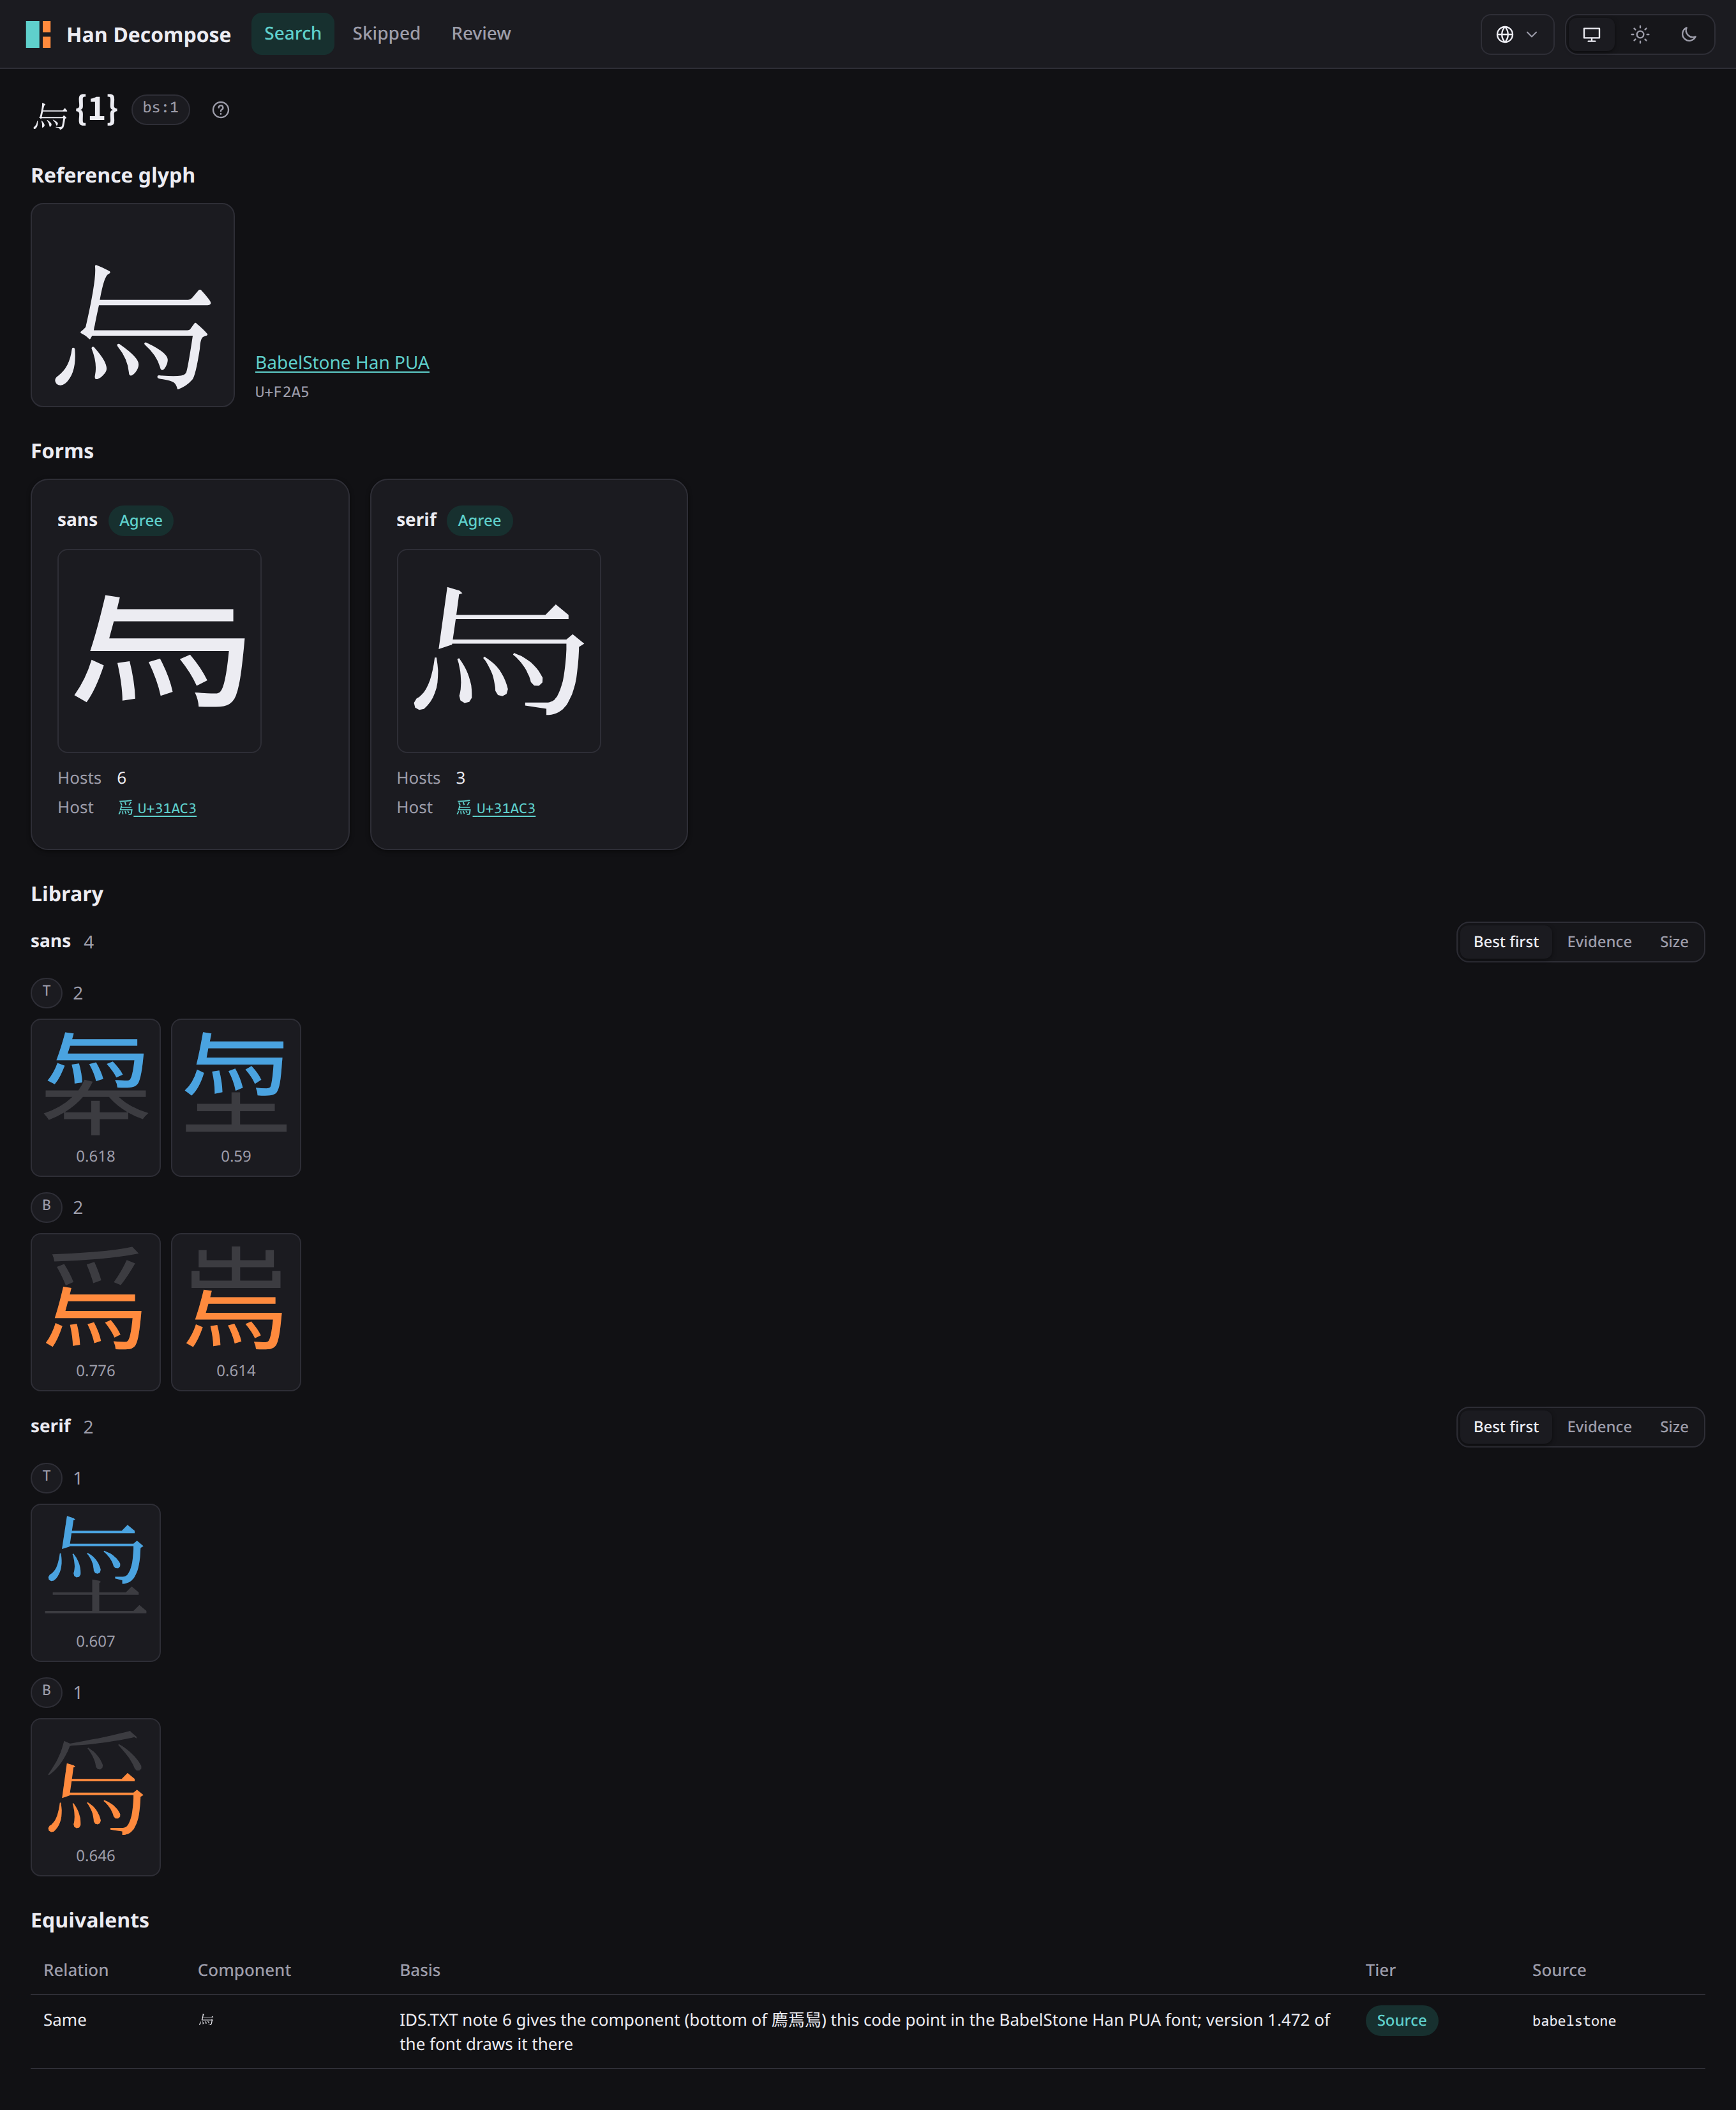 Han Decompose Search Skipped Review
{1} bs:1
Reference glyph
BabelStone Han PUA
U+F2A5
Forms
sans Agree
serif Agree
Hosts 6
Host U+31AC3
Hosts 3
Host U+31AC3
Library
sans 4 Best first Evidence Size
T 2
0.618 0.59
B 2
0.776 0.614
serif 2 Best first Evidence Size
T 1
0.607
B 1
0.646
Equivalents
Relation Component Basis Tier Source
Same IDS.TXT note 6 gives the component (bottom of 廌焉舄) this code point in the BabelStone Han PUA font; version 1.472 of Source babelstone
the font draws it there